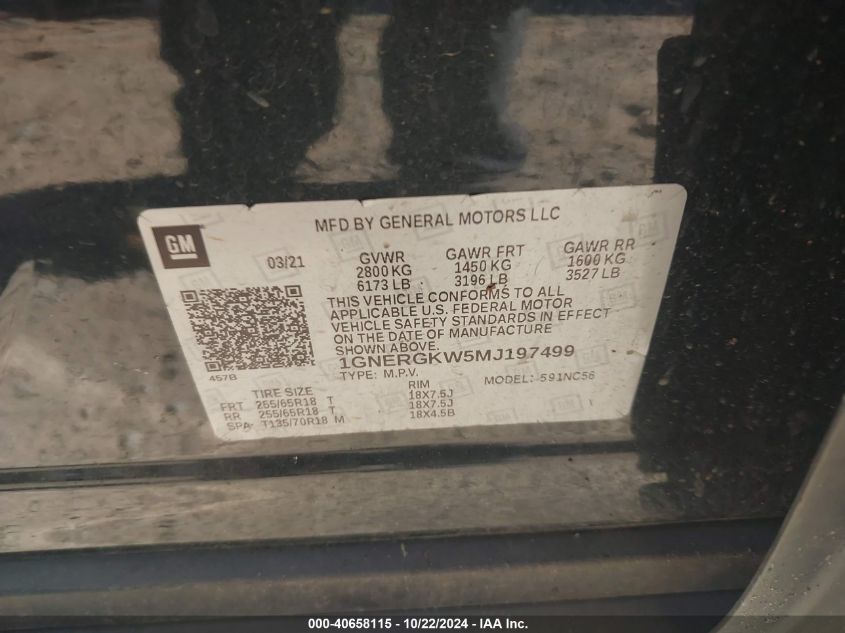 MFD BY GENERAL MOTORS LLC
GM
03/21
GVWR GAWR FRT GAWR RR
2800 KG 1450 KG 1600 KG
6173 LB 3196 LB 3527 LB
THIS VEHICLE CONFORMS TO ALL
APPLICABLE U.S. FEDERAL MOTOR
VEHICLE SAFETY STANDARDS IN EFFECT
ON THE DATE OF MANUFACTURE
SHOWN ABOVE.
1GNERGKW5MJ197499
457B
TYPE: M.P.V. MODEL: 591NC56
TIRE SIZE RIM
FRT 255/65R18 T 18X7.5J
RR 255/65R18 T 18X7.5J
SPA T135/70R18 M 18X4.5B
000-40658115 - 10/22/2024 - IAA Inc.